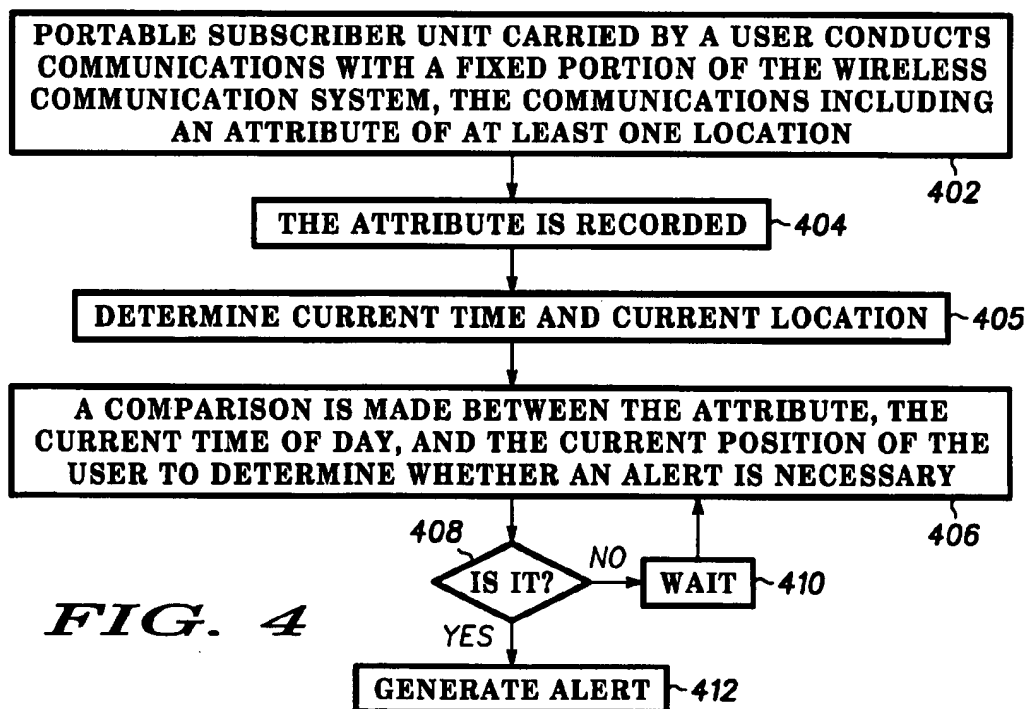 PORTABLE SUBSCRIBER UNIT CARRIED BY A USER CONDUCTS
COMMUNICATIONS WITH A FIXED PORTION OF THE WIRELESS
COMMUNICATION SYSTEM, THE COMMUNICATIONS INCLUDING
AN ATTRIBUTE OF AT LEAST ONE LOCATION
402
THE ATTRIBUTE IS RECORDED
404
DETERMINE CURRENT TIME AND CURRENT LOCATION
405
A COMPARISON IS MADE BETWEEN THE ATTRIBUTE, THE
CURRENT TIME OF DAY, AND THE CURRENT POSITION OF THE
USER TO DETERMINE WHETHER AN ALERT IS NECESSARY
406
408
IS IT?
NO
WAIT
410
YES
FIG. 4
GENERATE ALERT
412